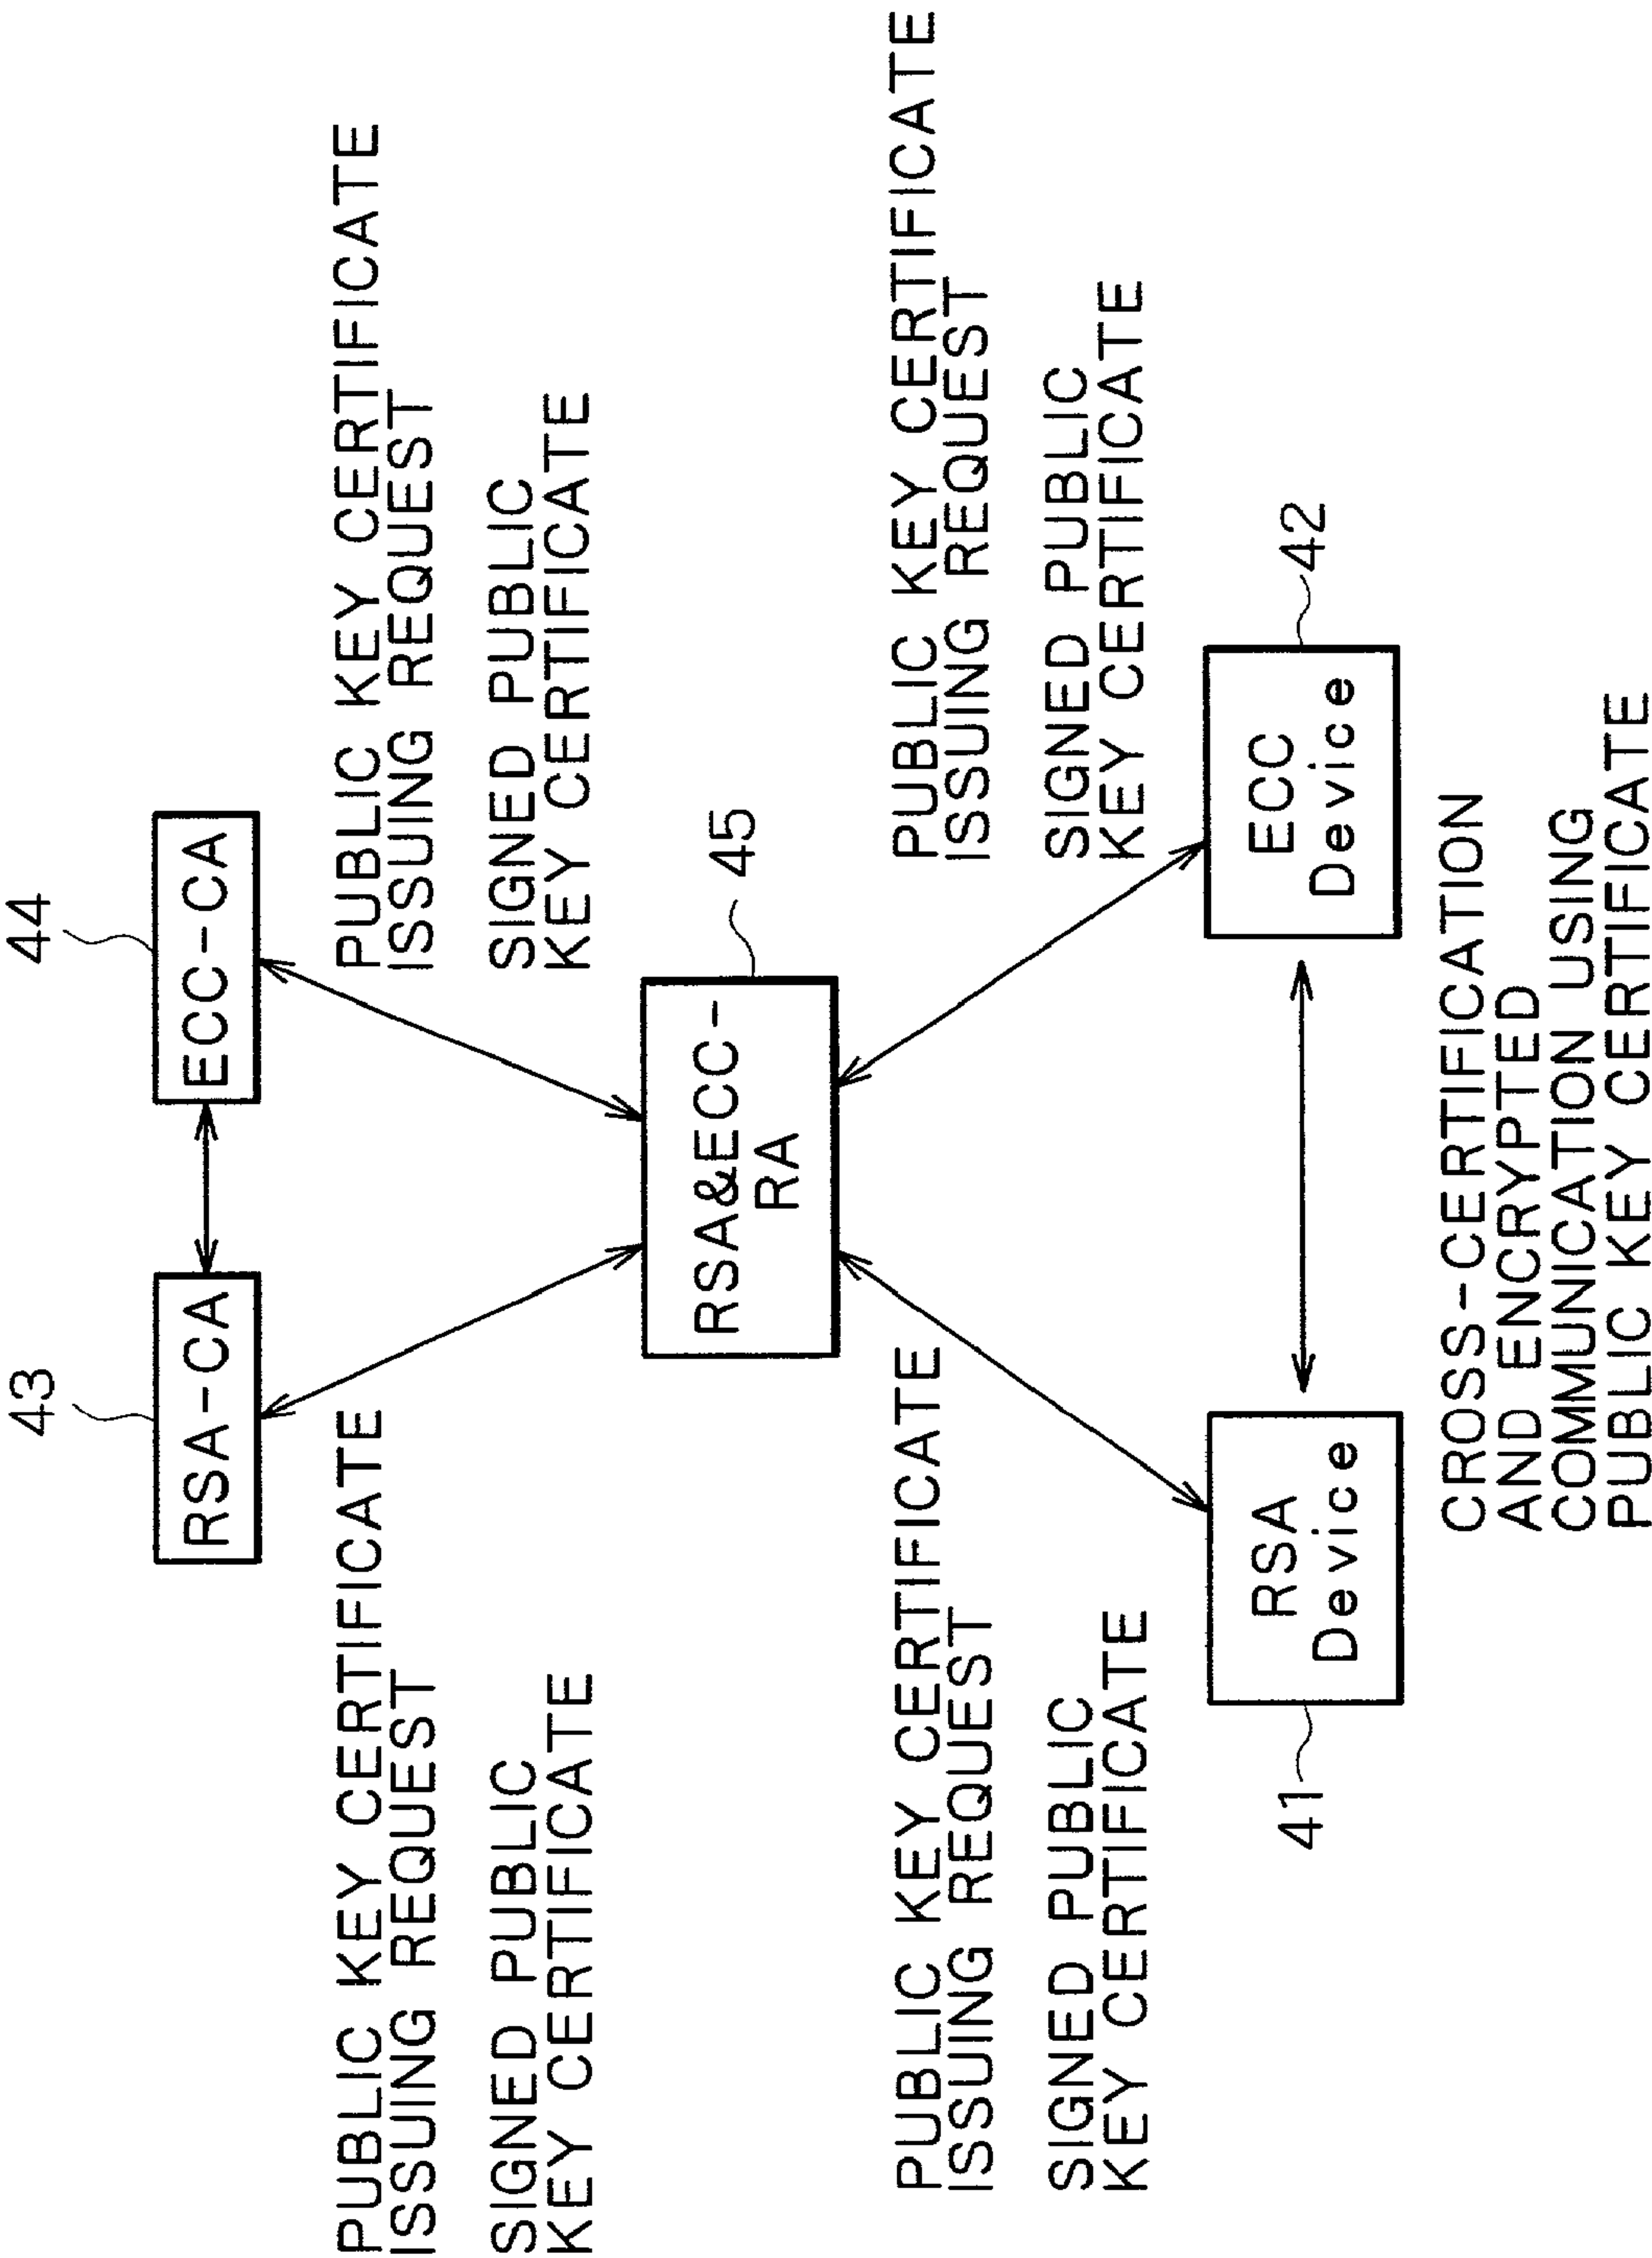 43
44
RSA-CA
ECC-CA
PUBLIC KEY CERTIFICATE
ISSUING REQUEST
SIGNED PUBLIC
KEY CERTIFICATE
PUBLIC KEY CERTIFICATE
ISSUING REQUEST
SIGNED PUBLIC
KEY CERTIFICATE
45
RSA&ECC-
RA
PUBLIC KEY CERTIFICATE
ISSUING REQUEST
SIGNED PUBLIC
KEY CERTIFICATE
PUBLIC KEY CERTIFICATE
ISSUING REQUEST
SIGNED PUBLIC
KEY CERTIFICATE
41
RSA
Device
ECC
Device
42
CROSS-CERTIFICATION
AND ENCRYPTED
COMMUNICATION USING
PUBLIC KEY CERTIFICATE